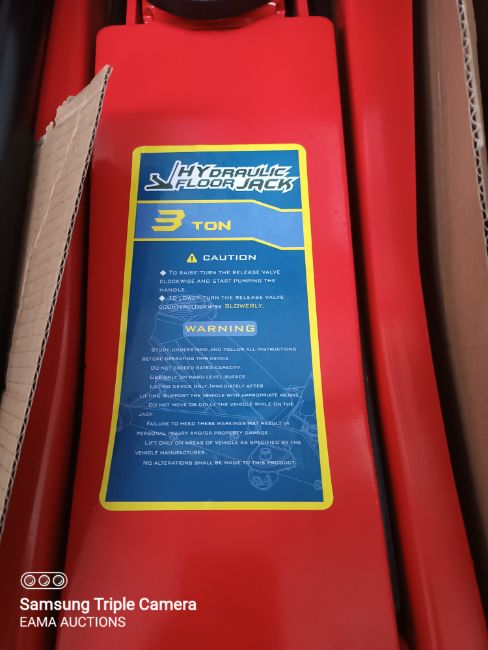 HYDRAULIC
FLOOR JACK
3 TON
CAUTION
◆ TO RAISE:TURN THE RELEASE VALVE
CLOCKWISE AND START PUMPING THE
HANDLE.
◆ TO LOWER:TURN THE RELEASE VALVE
COUNTERCLOCKWISE SLOWERLY.
WARNING
STUDY,UNDERSTAND,AND FOLLOW ALL INSTRUCTIONS
BEFORE OPERATING THIS DEVICE.
DO NOT EXCEED RATED CAPACITY.
USE ONLY ON HARD LEVEL SURFACE
LIFTING DEVICE ONLY. IMMEDIATELY AFTER
LIFTING. SUPPORT THE VEHICLE WITH APPROPRIATE MEANS.
DO NOT MOVE OR DOLLY THE VEHICLE WHILE ON THE
JACK.
FAILURE TO HEED THESE MARKINGS MAY RESULT IN
PERSONAL INJURY AND/OR PROPERTY DAMAGE.
LIFT ONLY ON AREAS OF VEHICLE AS SPECIFIED BY THE
VEHICLE MANUFACTURER.
NO ALTERATIONS SHALL BE MADE TO THIS PRODUCT
Samsung Triple Camera
EAMA AUCTIONS